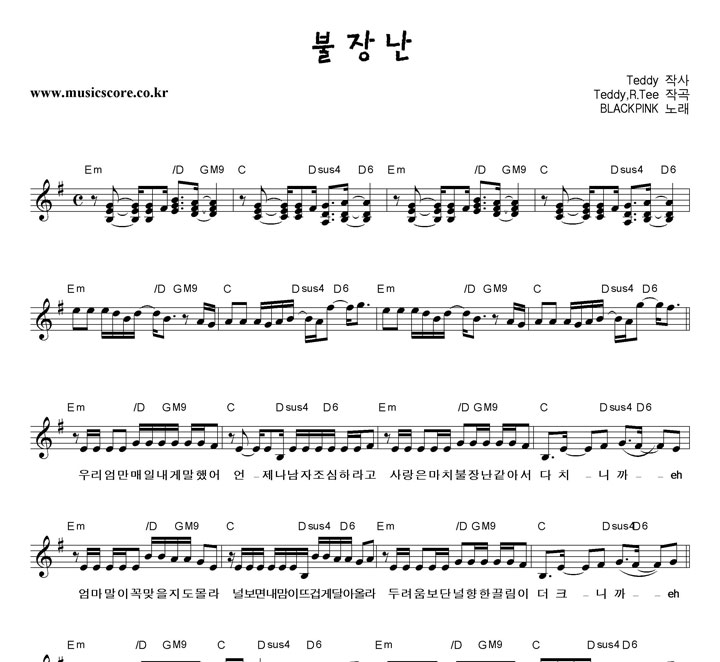 불 장 난
Teddy 작사
www.musicscore.co.kr
Teddy,R.Tee 작곡
BLACKPINK 노래
Em /D GM9 C Dsus4 D6 Em C Dsus4 D6
Em /D GM9 C Dsus4 D6 Em /D GM9 C Dsus4 D6
Em /D GM9 C Dsus4 D6 Em /D GM9 C Dsus4 D6
우리엄만매일내게말했어 언 제나남자조심하라고 사랑은마치불장난같아서 다 치 니 까 eh
Em /D GM9 C Dsus4 D6 Em /D GM9 C Dsus4 D6
엄마말이꼭맞을지도몰라 널보면내맘이뜨겁게달아올라 두려움보단널향한끌림이 더 크 니 까 eh
Em /D GM9 C Dsus4 D6 Em /D GM9 C Dsus4 D6